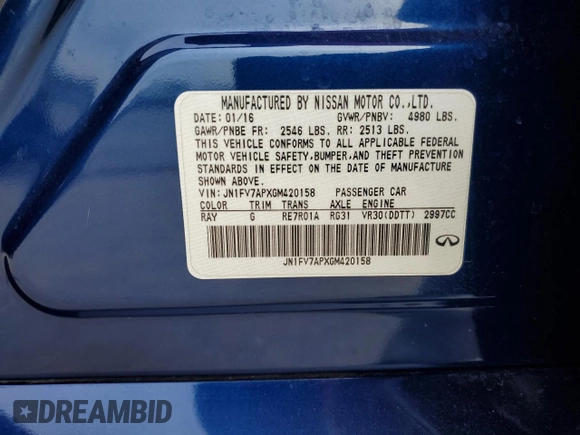 MANUFACTURED BY NISSAN MOTOR CO.,LTD.
DATE: 01/16 GVWR/PNBV: 4980 LBS.
GAWR/PNBE FR: 2546 LBS. RR: 2513 LBS.
THIS VEHICLE CONFORMS TO ALL APPLICABLE FEDERAL
MOTOR VEHICLE SAFETY,BUMPER,AND THEFT PREVENTION
STANDARDS IN EFFECT ON THE DATE OF MANUFACTURE
SHOWN ABOVE.
VIN: JN1FV7APXGM420158 PASSENGER CAR
COLOR TRIM TRANS AXLE ENGINE
RAY G RE7R01A RG31 VR30(DDTT) 2997CC
JN1FV7APXGM420158
DREAMBID